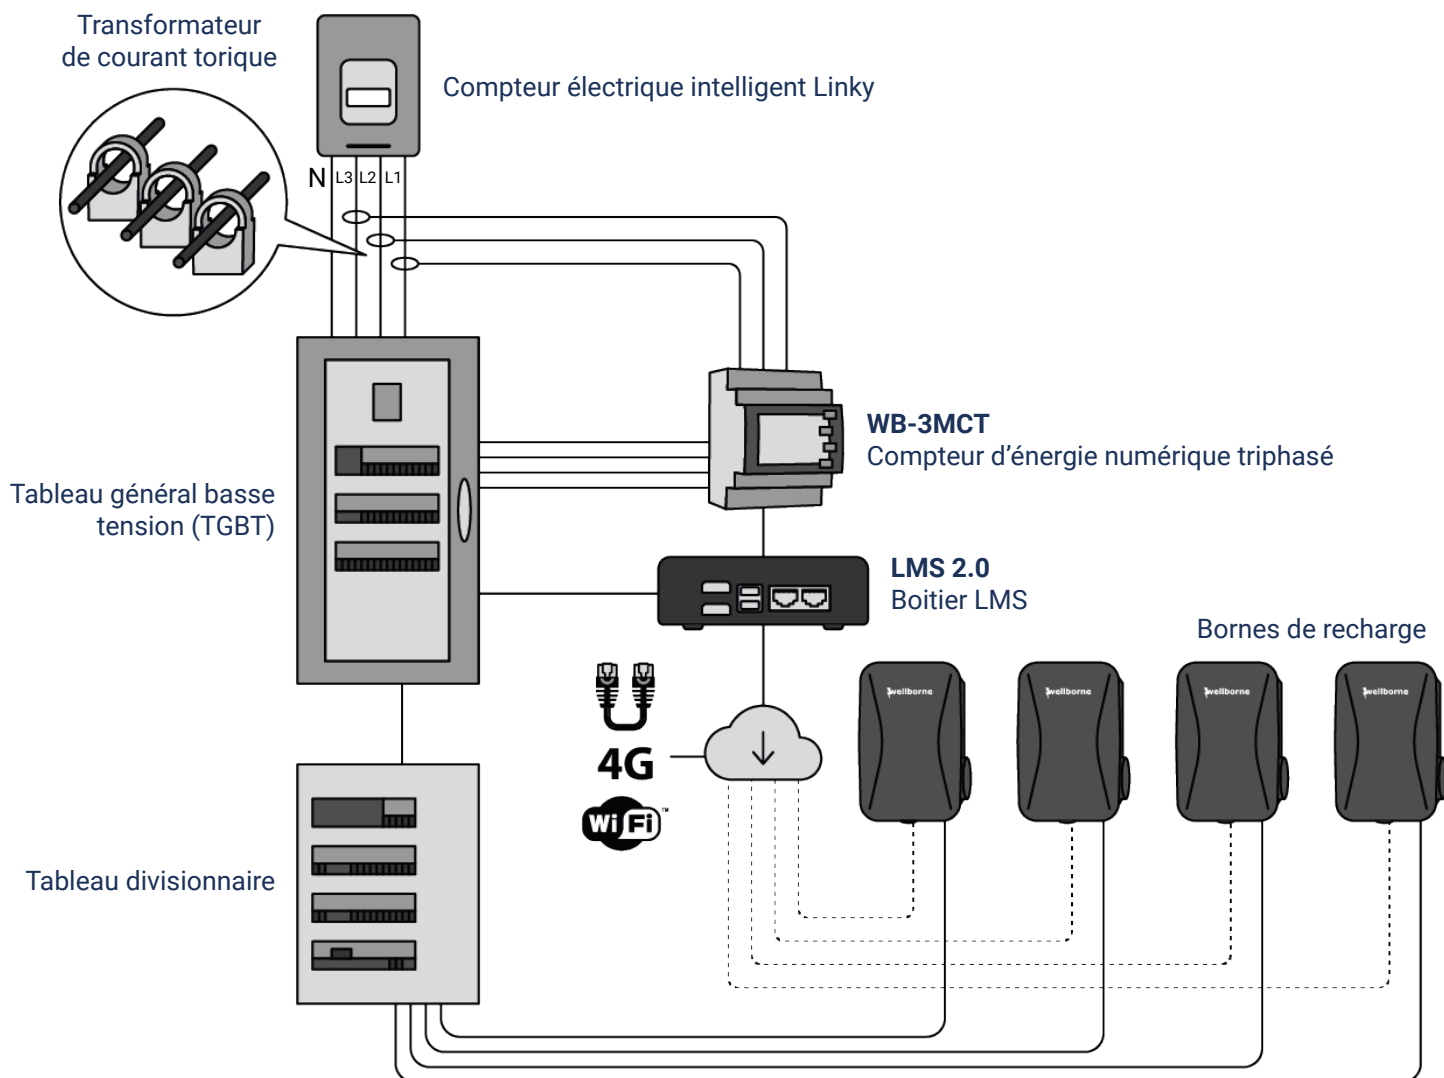 Transformateur
de courant torique
Compteur électrique intelligent Linky
N L3 L2 L1
WB-3MCT
Compteur d’énergie numérique triphasé
Tableau général basse
tension (TGBT)
LMS 2.0
Boitier LMS
Bornes de recharge
wellborne wellborne wellborne wellborne
4G
WiFi™
Tableau divisionnaire